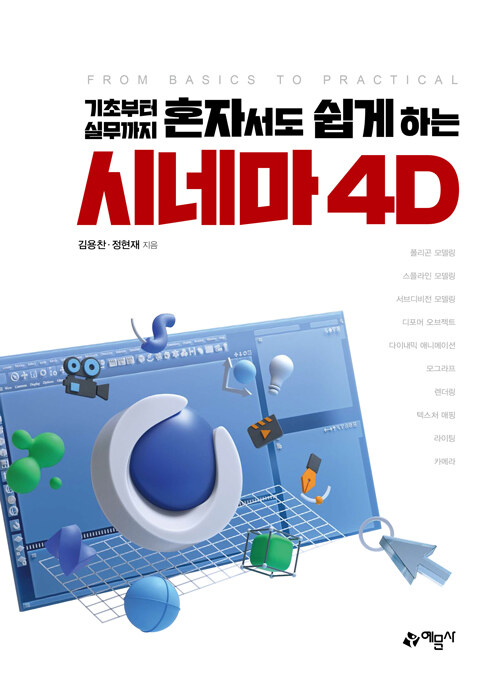 FROM BASICS TO PRACTICAL
기초부터
실무까지 혼자서도 쉽게 하는
시네마 4D
김용찬 · 정현재 지음
폴리곤 모델링
스플라인 모델링
서브디비전 모델링
디포머 오브젝트
다이내믹 애니메이션
모그라프
렌더링
텍스처 매핑
라이팅
카메라
예문사